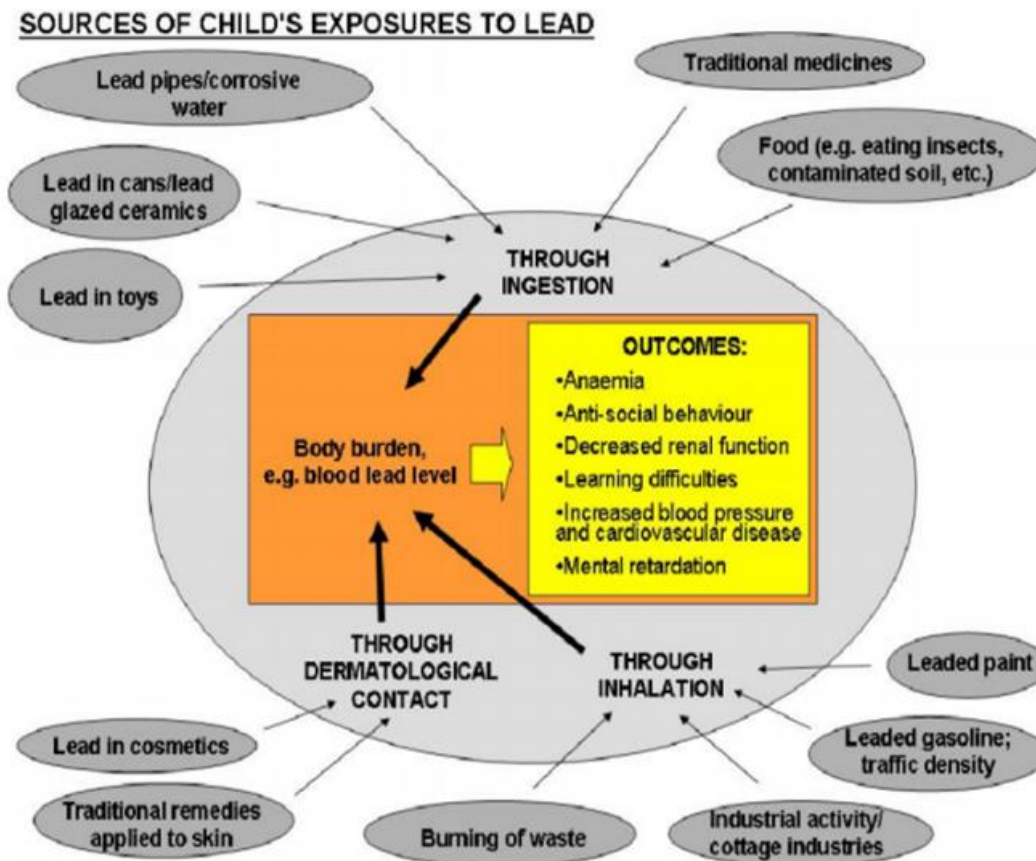 SOURCES OF CHILD'S EXPOSURES TO LEAD
Lead pipes/corrosive
water
Traditional medicines
Food (e.g. eating insects,
contaminated soil, etc.)
Lead in cans/lead
glazed ceramics
Lead in toys
THROUGH
INGESTION
OUTCOMES:
•Anaemia
•Anti-social behaviour
•Decreased renal function
•Learning difficulties
•Increased blood pressure
and cardiovascular disease
•Mental retardation
Body burden,
e.g. blood lead level
THROUGH
DERMATOLOGICAL
CONTACT
THROUGH
INHALATION
Leaded paint
Lead in cosmetics
Leaded gasoline;
traffic density
Traditional remedies
applied to skin
Burning of waste
Industrial activity/
cottage industries